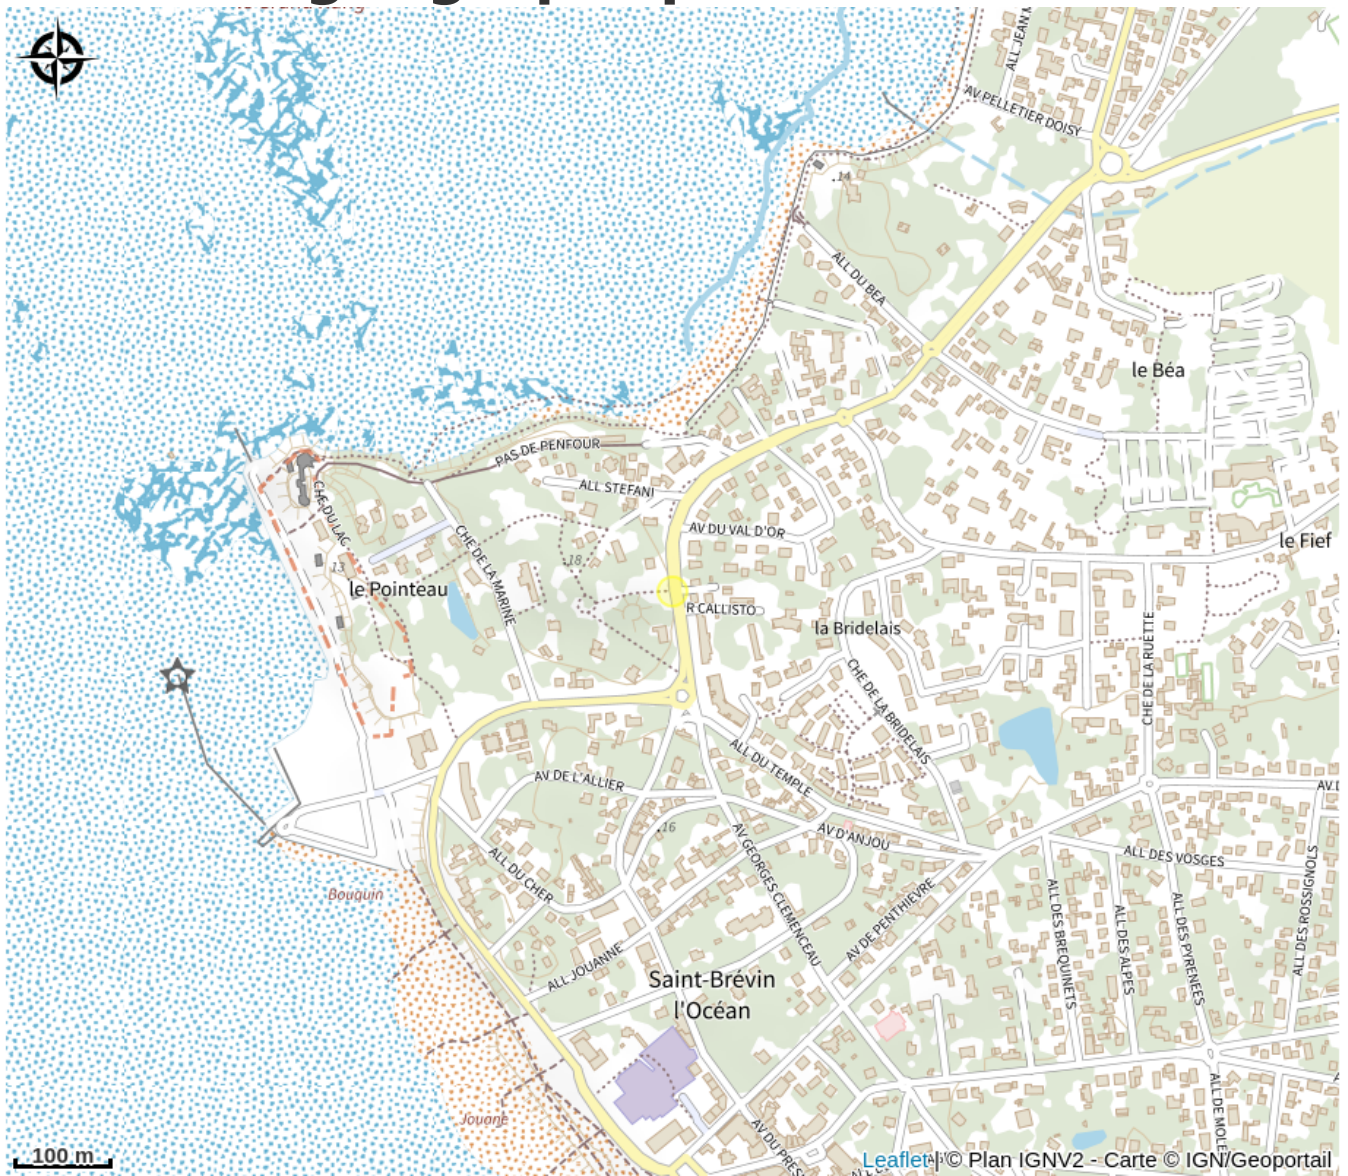 ALL JEAN
AV PELLETIER DOISY
.14
ALL DU BEA
le Béa
PAS DE PENFOUR
ALL STEFANI
CHE DU LAC
AV DU VAL D'OR
le Fief
.18
CHE DE LA MARINE
13
le Pointeau
R CALLISTO
la Bridelais
CHE DE LA RUETTE
CHE DE LA BRIDELAIS
ALL DU TEMPLE
AV DE L'ALLIER
.16
AV D'ANJOU
ALL DES VOSGES
AV GEORGES CLEMENCEAU
ALL DU CHER
Bouquin
AV DE PENTHIEVRE
ALL DES BREQUINETS
ALL DES ALPES
ALL DES PYRENEES
ALL DES ROSSIGNOLS
ALL JOUANNE
Saint-Brévin
l'Océan
Jouane
AV DU PRES
ALL DE MOLE
100 m
Leaflet | © Plan IGNV2 - Carte © IGN/Geoportail